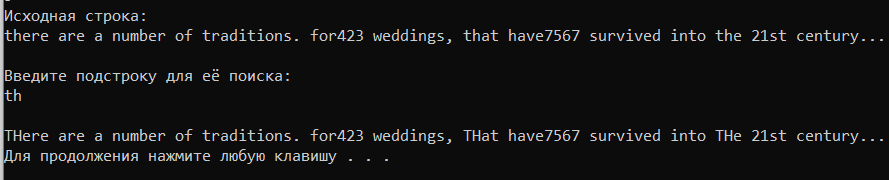 Исходная строка:
there are a number of traditions. for423 weddings, that have7567 survived into the 21st century...
Введите подстроку для её поиска:
th
THere are a number of traditions. for423 weddings, THat have7567 survived into THe 21st century...
Для продолжения нажмите любую клавишу . . .